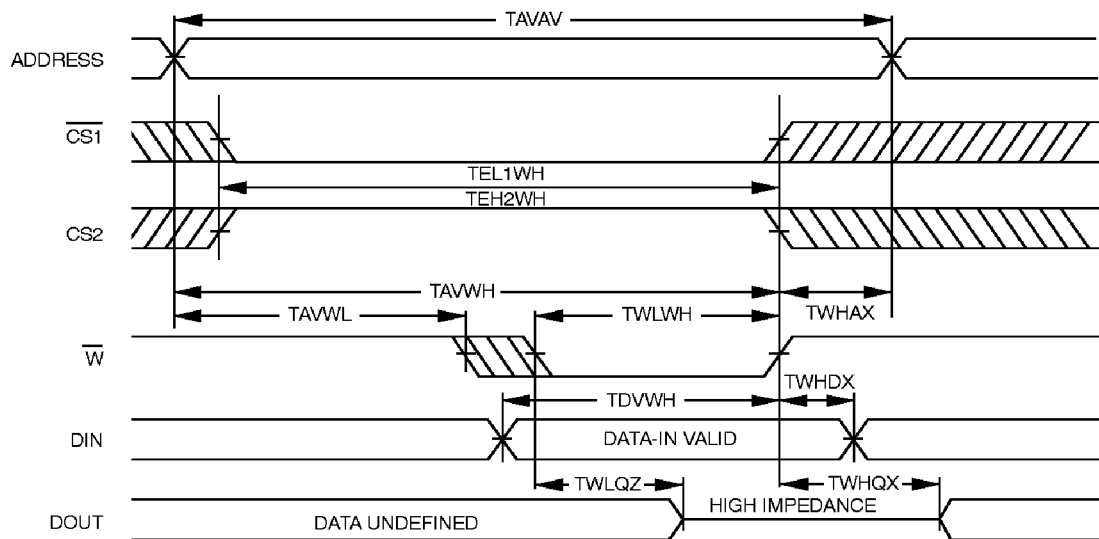 TAVAV
ADDRESS
C̅S̅1̅
TEL1WH
TEH2WH
CS2
TAVWH
TWHAX
TAVWL
TWLWH
W̅
TWHDX
TDVWH
DIN
DATA-IN VALID
TWLQZ
TWHQX
HIGH IMPEDANCE
DOUT
DATA UNDEFINED